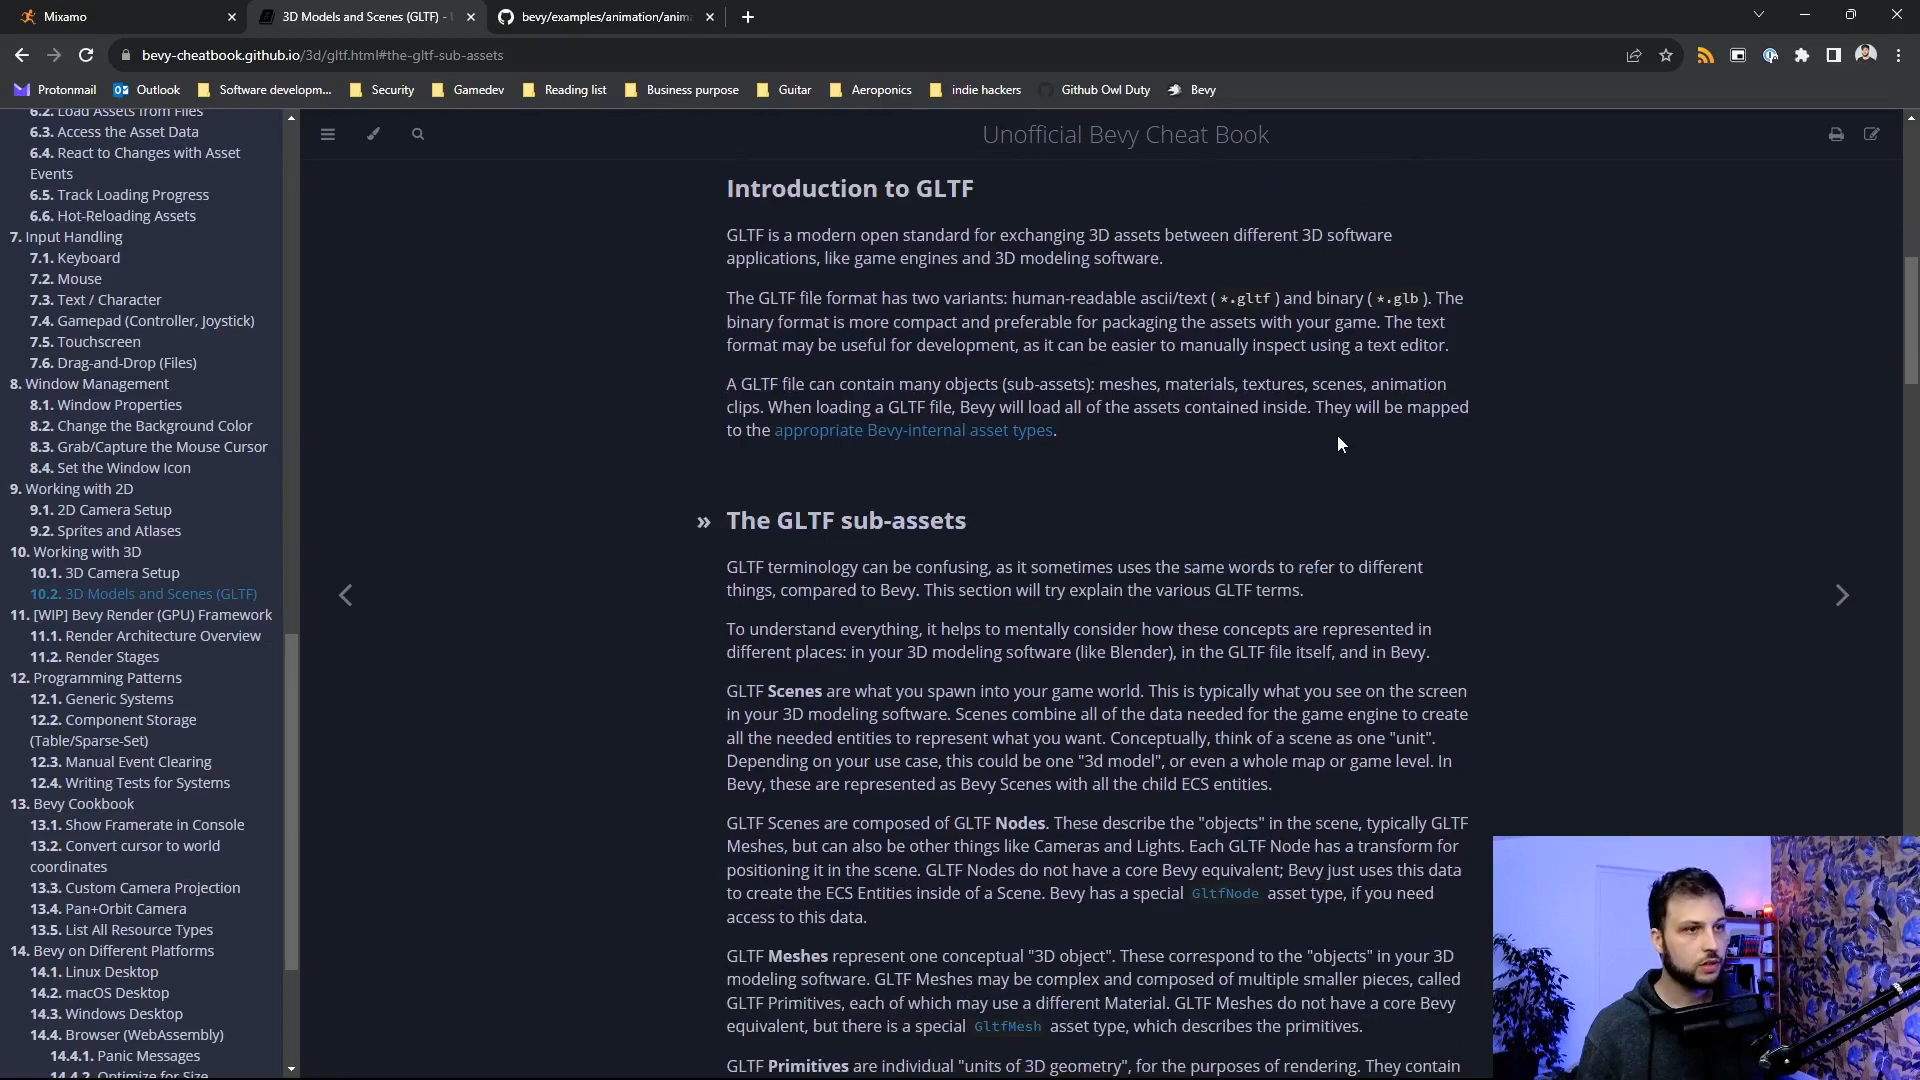 Mixamo
3D Models and Scenes (GLTF) -
bevy/examples/animation/anim
bevy-cheatbook.github.io/3d/gltf.html#the-gltf-sub-assets
Protonmail
Outlook
Software developm...
Security
Gamedev
Reading list
Business purpose
Guitar
Aeroponics
indie hackers
Github Owl Duty
Bevy
6.2. Load Assets from Files
6.3. Access the Asset Data
6.4. React to Changes with Asset
Events
6.5. Track Loading Progress
6.6. Hot-Reloading Assets
7. Input Handling
7.1. Keyboard
7.2. Mouse
7.3. Text / Character
7.4. Gamepad (Controller, Joystick)
7.5. Touchscreen
7.6. Drag-and-Drop (Files)
8. Window Management
8.1. Window Properties
8.2. Change the Background Color
8.3. Grab/Capture the Mouse Cursor
8.4. Set the Window Icon
9. Working with 2D
9.1. 2D Camera Setup
9.2. Sprites and Atlases
10. Working with 3D
10.1. 3D Camera Setup
10.2. 3D Models and Scenes (GLTF)
11. [WIP] Bevy Render (GPU) Framework
11.1. Render Architecture Overview
11.2. Render Stages
12. Programming Patterns
12.1. Generic Systems
12.2. Component Storage
(Table/Sparse-Set)
12.3. Manual Event Clearing
12.4. Writing Tests for Systems
13. Bevy Cookbook
13.1. Show Framerate in Console
13.2. Convert cursor to world
coordinates
13.3. Custom Camera Projection
13.4. Pan+Orbit Camera
13.5. List All Resource Types
14. Bevy on Different Platforms
14.1. Linux Desktop
14.2. macOS Desktop
14.3. Windows Desktop
14.4. Browser (WebAssembly)
14.4.1. Panic Messages
14.4.2. Optimize for Size
Unofficial Bevy Cheat Book
Introduction to GLTF
GLTF is a modern open standard for exchanging 3D assets between different 3D software
applications, like game engines and 3D modeling software.
The GLTF file format has two variants: human-readable ascii/text (*.gltf) and binary (*.glb). The
binary format is more compact and preferable for packaging the assets with your game. The text
format may be useful for development, as it can be easier to manually inspect using a text editor.
A GLTF file can contain many objects (sub-assets): meshes, materials, textures, scenes, animation
clips. When loading a GLTF file, Bevy will load all of the assets contained inside. They will be mapped
to the appropriate Bevy-internal asset types.
» The GLTF sub-assets
GLTF terminology can be confusing, as it sometimes uses the same words to refer to different
things, compared to Bevy. This section will try explain the various GLTF terms.
To understand everything, it helps to mentally consider how these concepts are represented in
different places: in your 3D modeling software (like Blender), in the GLTF file itself, and in Bevy.
GLTF Scenes are what you spawn into your game world. This is typically what you see on the screen
in your 3D modeling software. Scenes combine all of the data needed for the game engine to create
all the needed entities to represent what you want. Conceptually, think of a scene as one "unit".
Depending on your use case, this could be one "3d model", or even a whole map or game level. In
Bevy, these are represented as Bevy Scenes with all the child ECS entities.
GLTF Scenes are composed of GLTF Nodes. These describe the "objects" in the scene, typically GLTF
Meshes, but can also be other things like Cameras and Lights. Each GLTF Node has a transform for
positioning it in the scene. GLTF Nodes do not have a core Bevy equivalent; Bevy just uses this data
to create the ECS Entities inside of a Scene. Bevy has a special GltfNode asset type, if you need
access to this data.
GLTF Meshes represent one conceptual "3D object". These correspond to the "objects" in your 3D
modeling software. GLTF Meshes may be complex and composed of multiple smaller pieces, called
GLTF Primitives, each of which may use a different Material. GLTF Meshes do not have a core Bevy
equivalent, but there is a special GltfMesh asset type, which describes the primitives.
GLTF Primitives are individual "units of 3D geometry", for the purposes of rendering. They contain